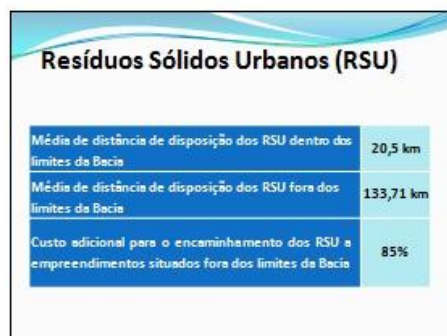 Resíduos Sólidos Urbanos (RSU)
Média de distância de disposição dos RSU dentro dos
limites da Bacia
20,5 km
Média de distância de disposição dos RSU fora dos
limites da Bacia
133,71 km
Custo adicional para o encaminhamento dos RSU a
empreendimentos situados fora dos limites da Bacia
85%